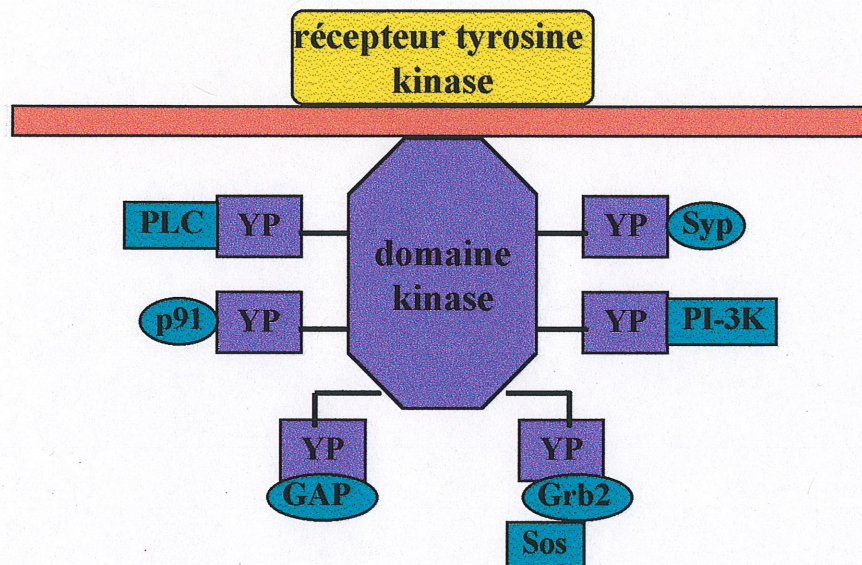 récepteur tyrosine
kinase
PLC YP YP Syp
domaine
kinase
p91 YP YP PI-3K
YP YP
GAP Grb2
Sos